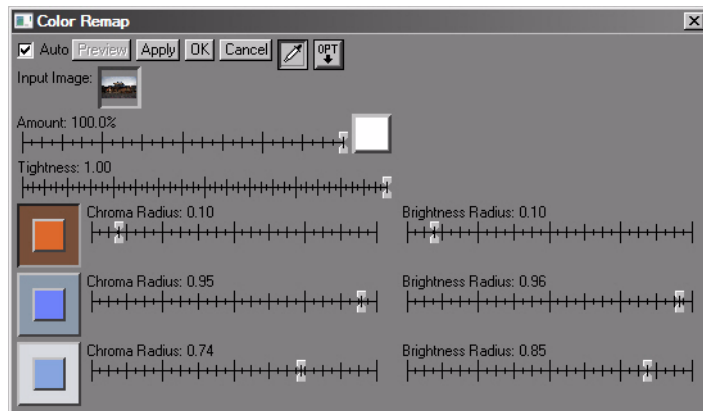 Color Remap
Auto Preview Apply OK Cancel OPT
Input Image:
Amount: 100.0%
Tightness: 1.00
Chroma Radius: 0.10 Brightness Radius: 0.10
Chroma Radius: 0.95 Brightness Radius: 0.96
Chroma Radius: 0.74 Brightness Radius: 0.85